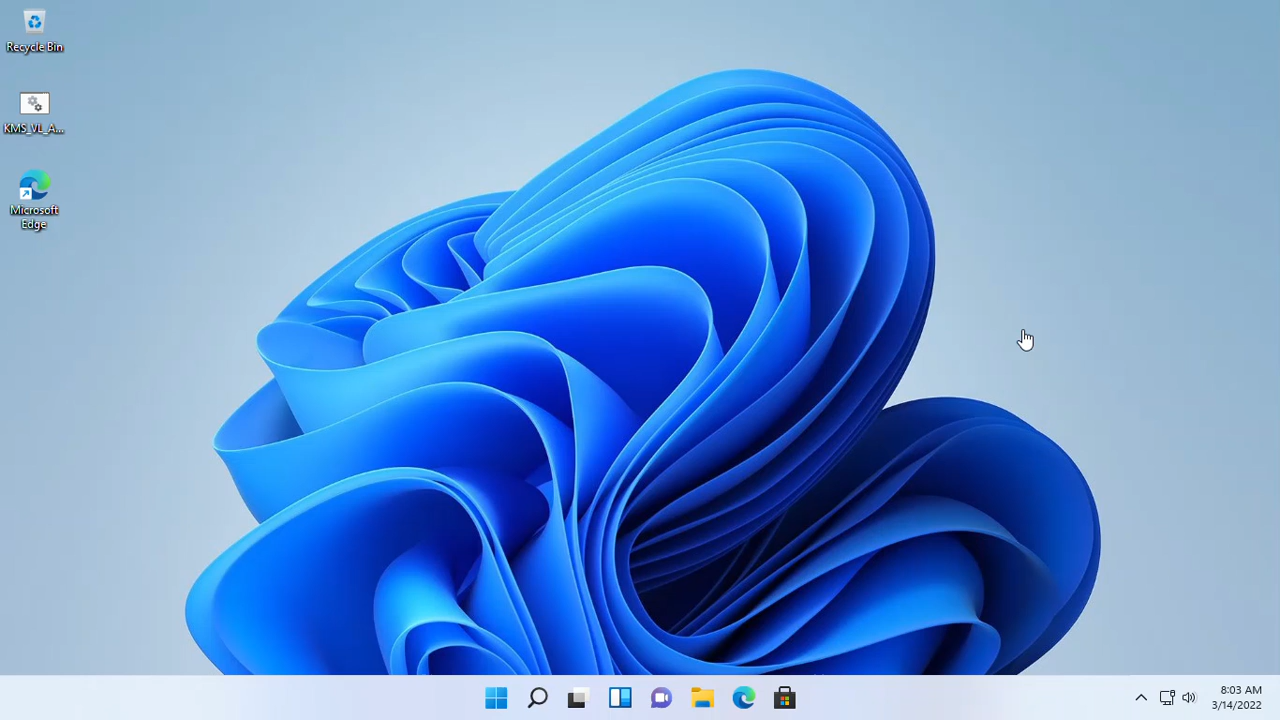 Recycle Bin
KMS_VL_A...
Microsoft
Edge
8:03 AM
3/14/2022